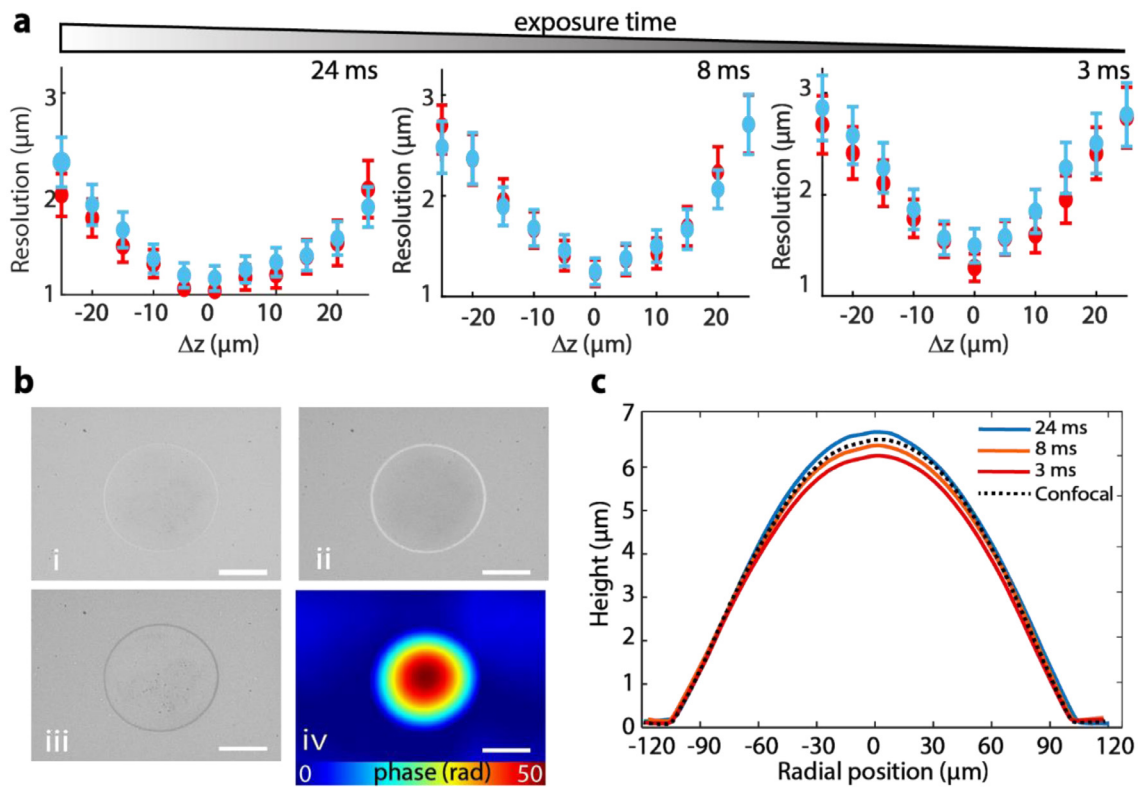 a
exposure time
24 ms
8 ms
3 ms
Resolution (µm)
3
2
1
-20
-10
0
10
20
Δz (µm)
Resolution (µm)
3
2
1
-20
-10
0
10
20
Δz (µm)
Resolution (µm)
3
2
1
-20
-10
0
10
20
Δz (µm)
b
i
ii
iii
iv
0 phase (rad) 50
c
Height (µm)
7
6
5
4
3
2
1
0
24 ms
8 ms
3 ms
Confocal
-120 -90 -60 -30 0 30 60 90 120
Radial position (µm)